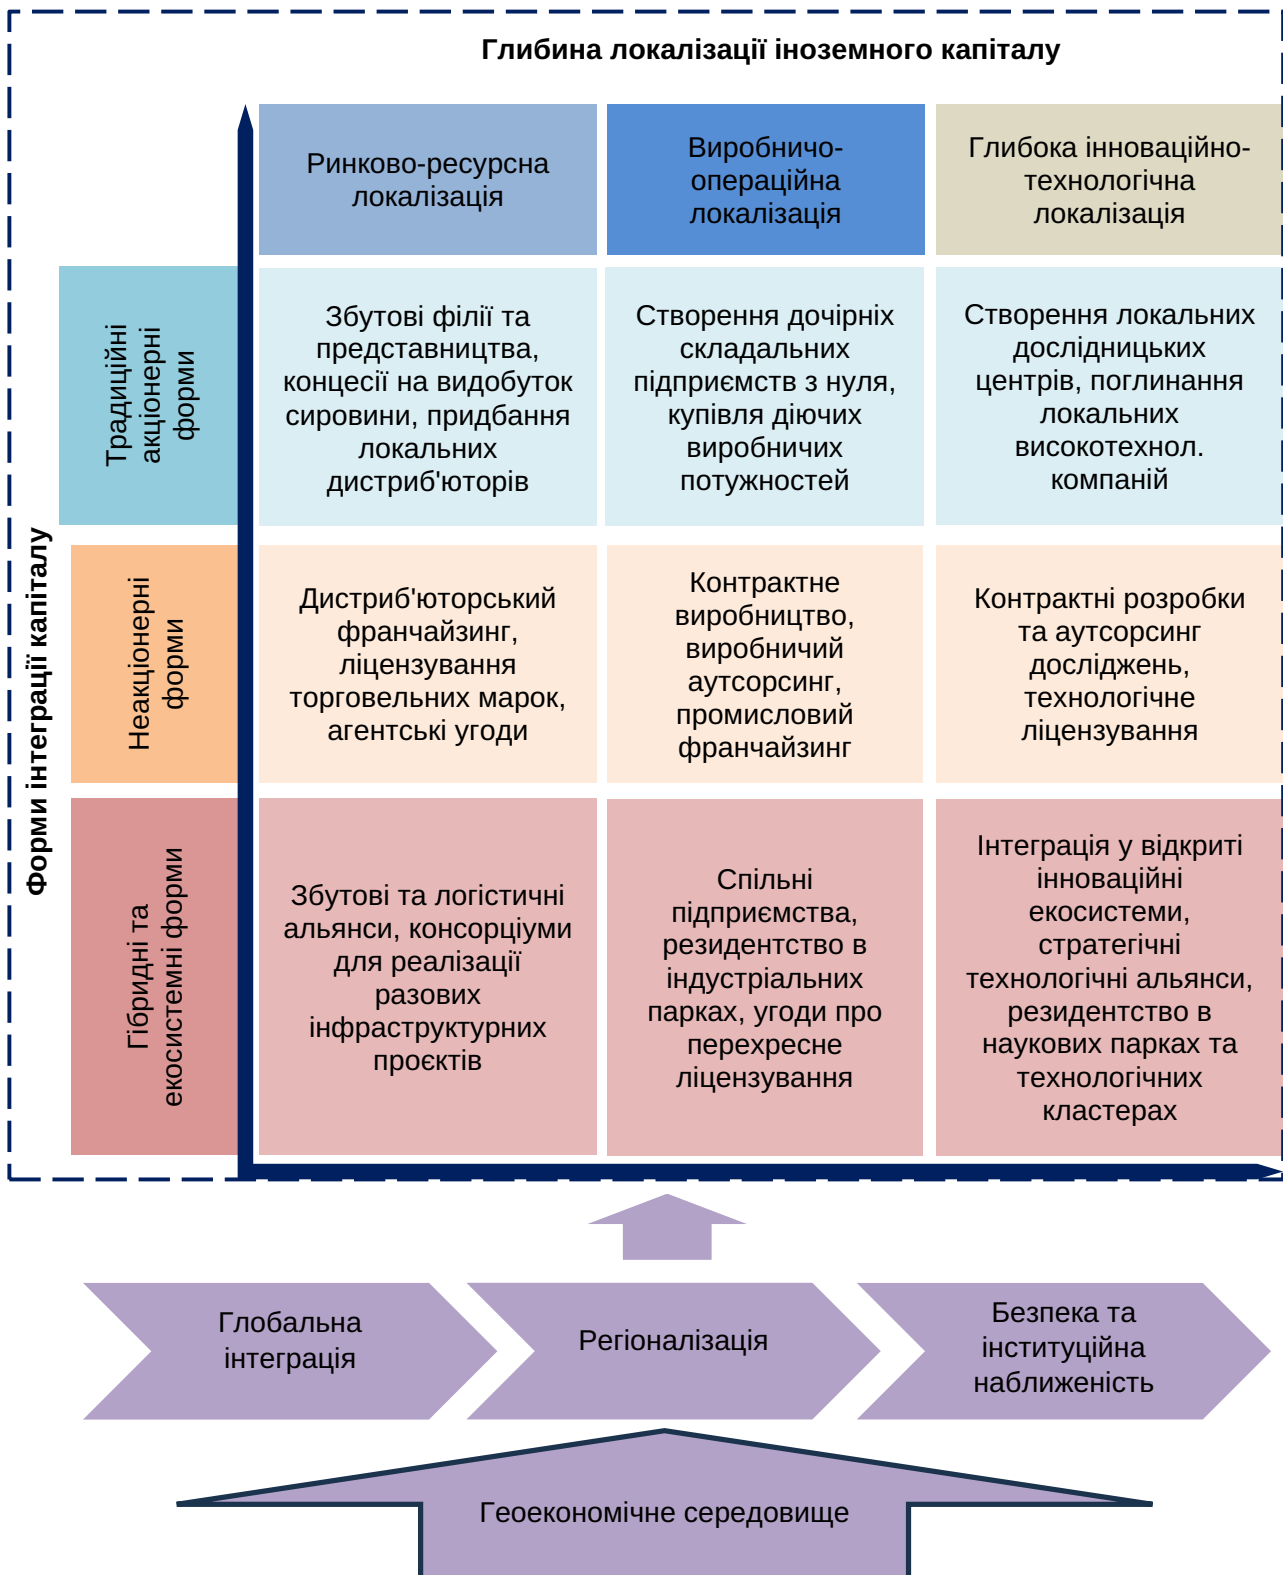 Глибина локалізації іноземного капіталу
Ринково-ресурсна
локалізація
Виробничо-
операційна
локалізація
Глибока інноваційно-
технологічна
локалізація
Форми інтеграції капіталу
Традиційні
акціонерні
форми
Збутові філії та
представництва,
концесії на видобуток
сировини, придбання
локальних
дистриб'юторів
Створення дочірніх
складальних
підприємств з нуля,
купівля діючих
виробничих
потужностей
Створення локальних
дослідницьких
центрів, поглинання
локальних
високотехнол.
компаній
Неакціонерні
форми
Дистриб'юторський
франчайзинг,
ліцензування
торговельних марок,
агентські угоди
Контрактне
виробництво,
виробничий
аутсорсинг,
промисловий
франчайзинг
Контрактні розробки
та аутсорсинг
досліджень,
технологічне
ліцензування
Гібридні та
екосистемні форми
Збутові та логістичні
альянси, консорціуми
для реалізації
разових
інфраструктурних
проєктів
Спільні
підприємства,
резидентство в
індустріальних
парках, угоди про
перехресне
ліцензування
Інтеграція у відкриті
інноваційні
екосистеми,
стратегічні
технологічні альянси,
резидентство в
наукових парках та
технологічних
кластерах
Глобальна
інтеграція
Регіоналізація
Безпека та
інституційна
наближеність
Геоекономічне середовище